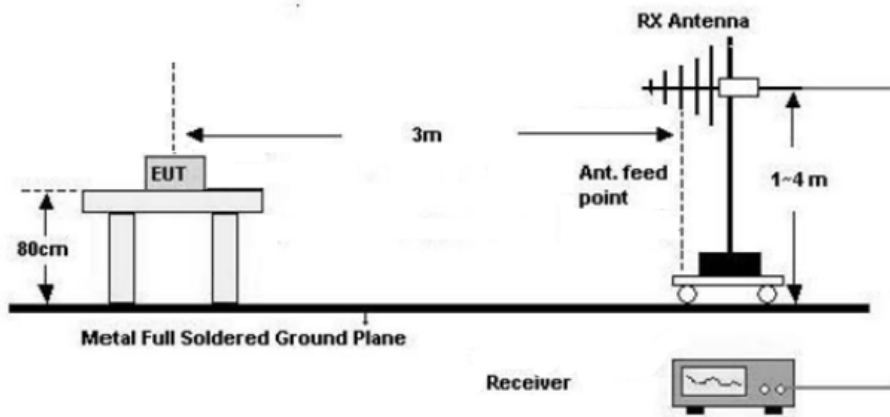 RX Antenna
3m
EUT
Ant. feed
point
1~4 m
80cm
Metal Full Soldered Ground Plane
Receiver